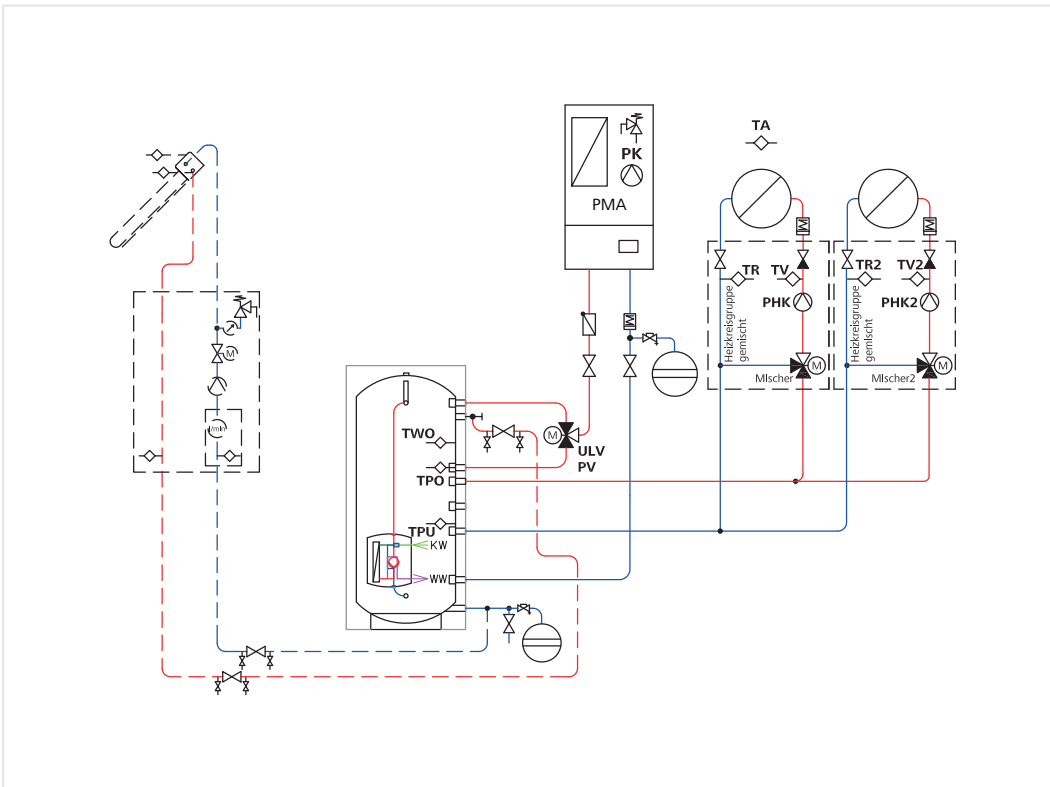 TA
PK
PMA
TR
TV
TR2
TV2
PHK
PHK2
Heizkreisgruppe
gemischt
Heizkreisgruppe
gemIscht
M
MIscher
M
MIscher2
M
M
l/min
TWO
M
ULV
PV
TPO
TPU
KW
WW